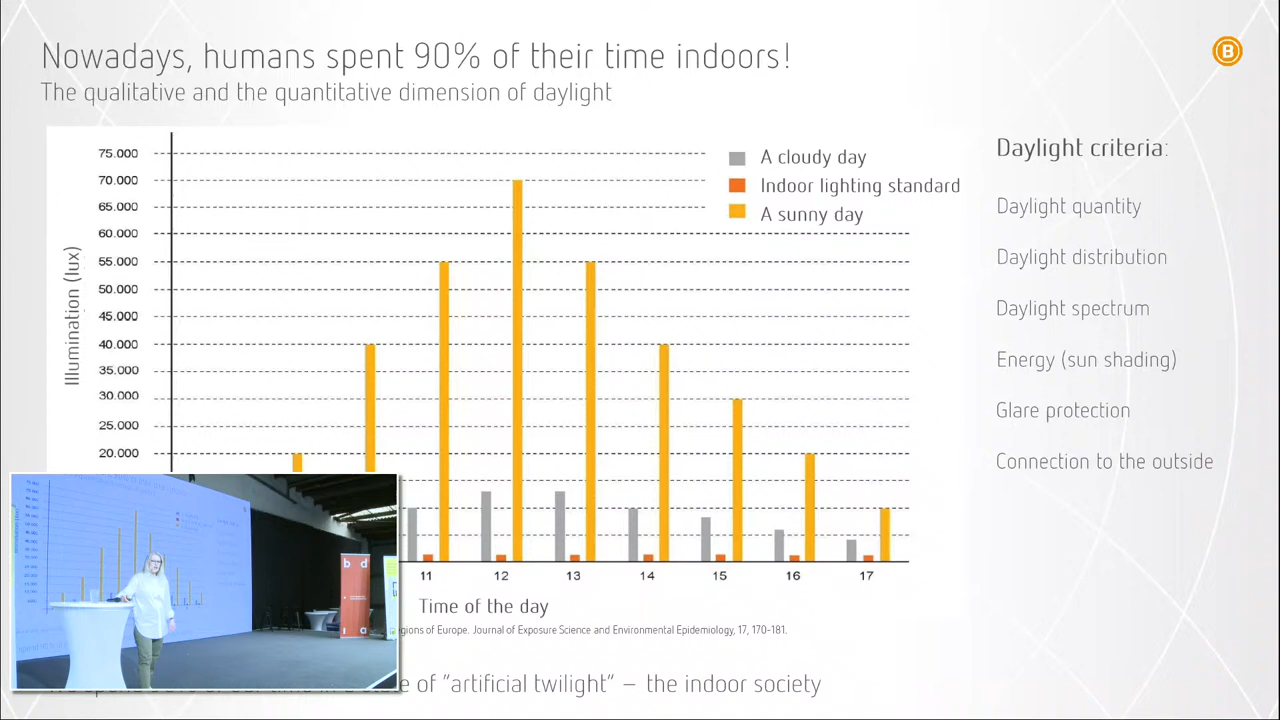 Nowadays, humans spent 90% of their time indoors!
B
The qualitative and the quantitative dimension of daylight
Illumination (lux)
75.000
70.000
65.000
60.000
55.000
50.000
45.000
40.000
35.000
30.000
25.000
20.000
A cloudy day
Indoor lighting standard
A sunny day
11 12 13 14 15 16 17
Time of the day
egions of Europe. Journal of Exposure Science and Environmental Epidemiology, 17, 170-181.
of "artificial twilight" – the indoor society
Daylight criteria:
Daylight quantity
Daylight distribution
Daylight spectrum
Energy (sun shading)
Glare protection
Connection to the outside
b d
i a